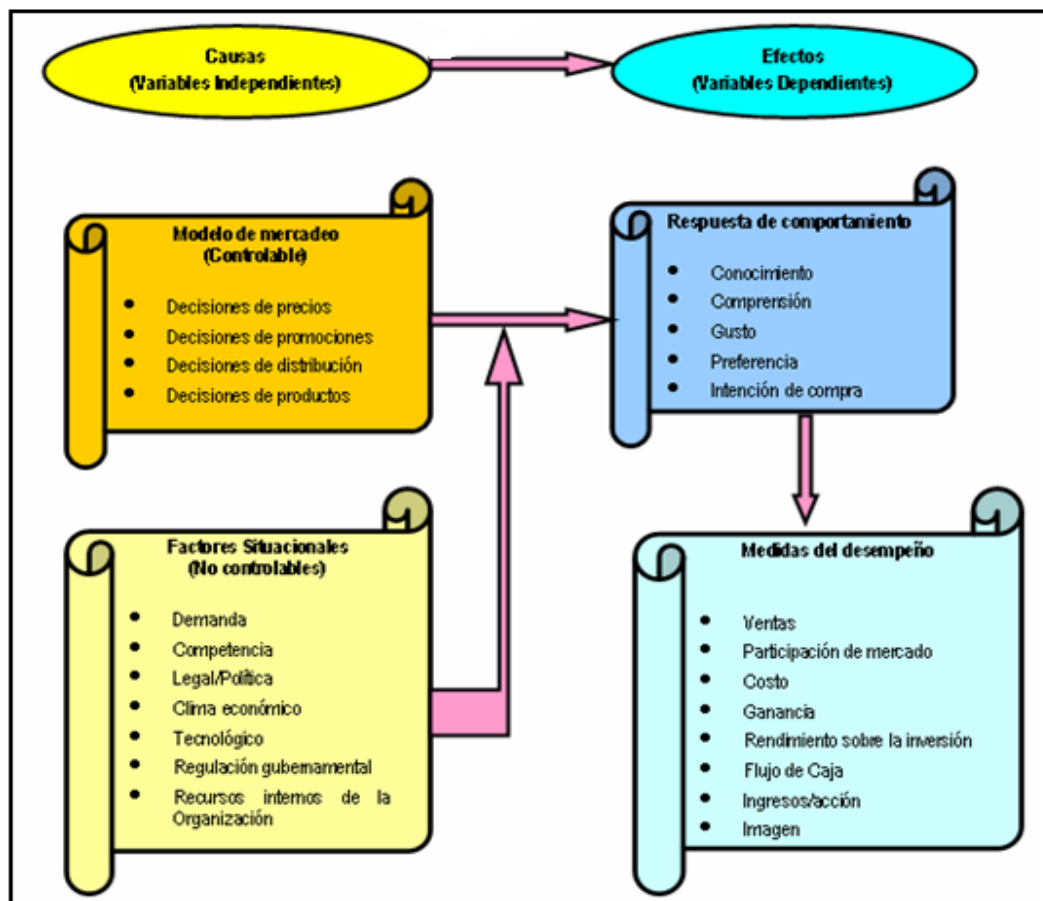 Causas
(Variables Independientes)
Efectos
(Variables Dependientes)
Modelo de mercadeo
(Controlable)
• Decisiones de precios
• Decisiones de promociones
• Decisiones de distribución
• Decisiones de productos
Respuesta de comportamiento
• Conocimiento
• Comprensión
• Gusto
• Preferencia
• Intención de compra
Factores Situacionales
(No controlables)
• Demanda
• Competencia
• Legal/Política
• Clima económico
• Tecnológico
• Regulación gubernamental
• Recursos internos de la
Organización
Medidas del desempeño
• Ventas
• Participación de mercado
• Costo
• Ganancia
• Rendimiento sobre la inversión
• Flujo de Caja
• Ingresos/acción
• Imagen